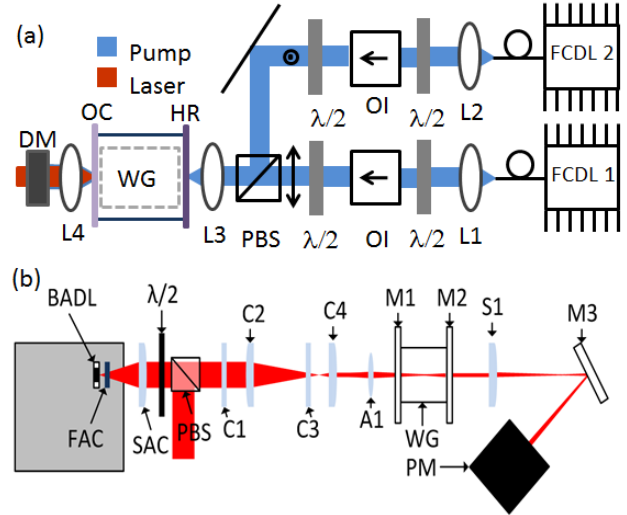 (a)
Pump
Laser
OC
HR
DM
WG
L4
L3
PBS
λ/2
OI
λ/2
L2
FCDL 2
λ/2
OI
λ/2
L1
FCDL 1
(b)
BADL
λ/2
C2
C4
M1
M2
S1
M3
FAC
SAC
PBS
C1
C3
A1
WG
PM